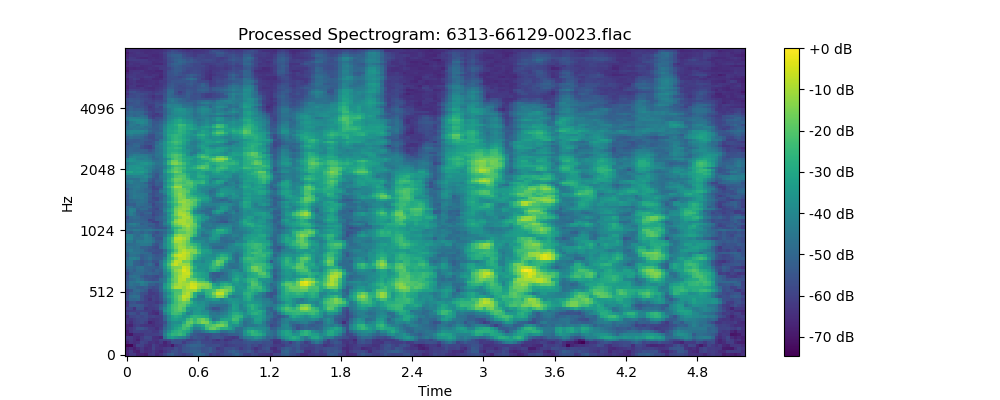 Processed Spectrogram: 6313-66129-0023.flac
+0 dB
4096
-10 dB
-20 dB
2048
-30 dB
Hz
1024
-40 dB
-50 dB
512
-60 dB
-70 dB
0
0 0.6 1.2 1.8 2.4 3 3.6 4.2 4.8
Time